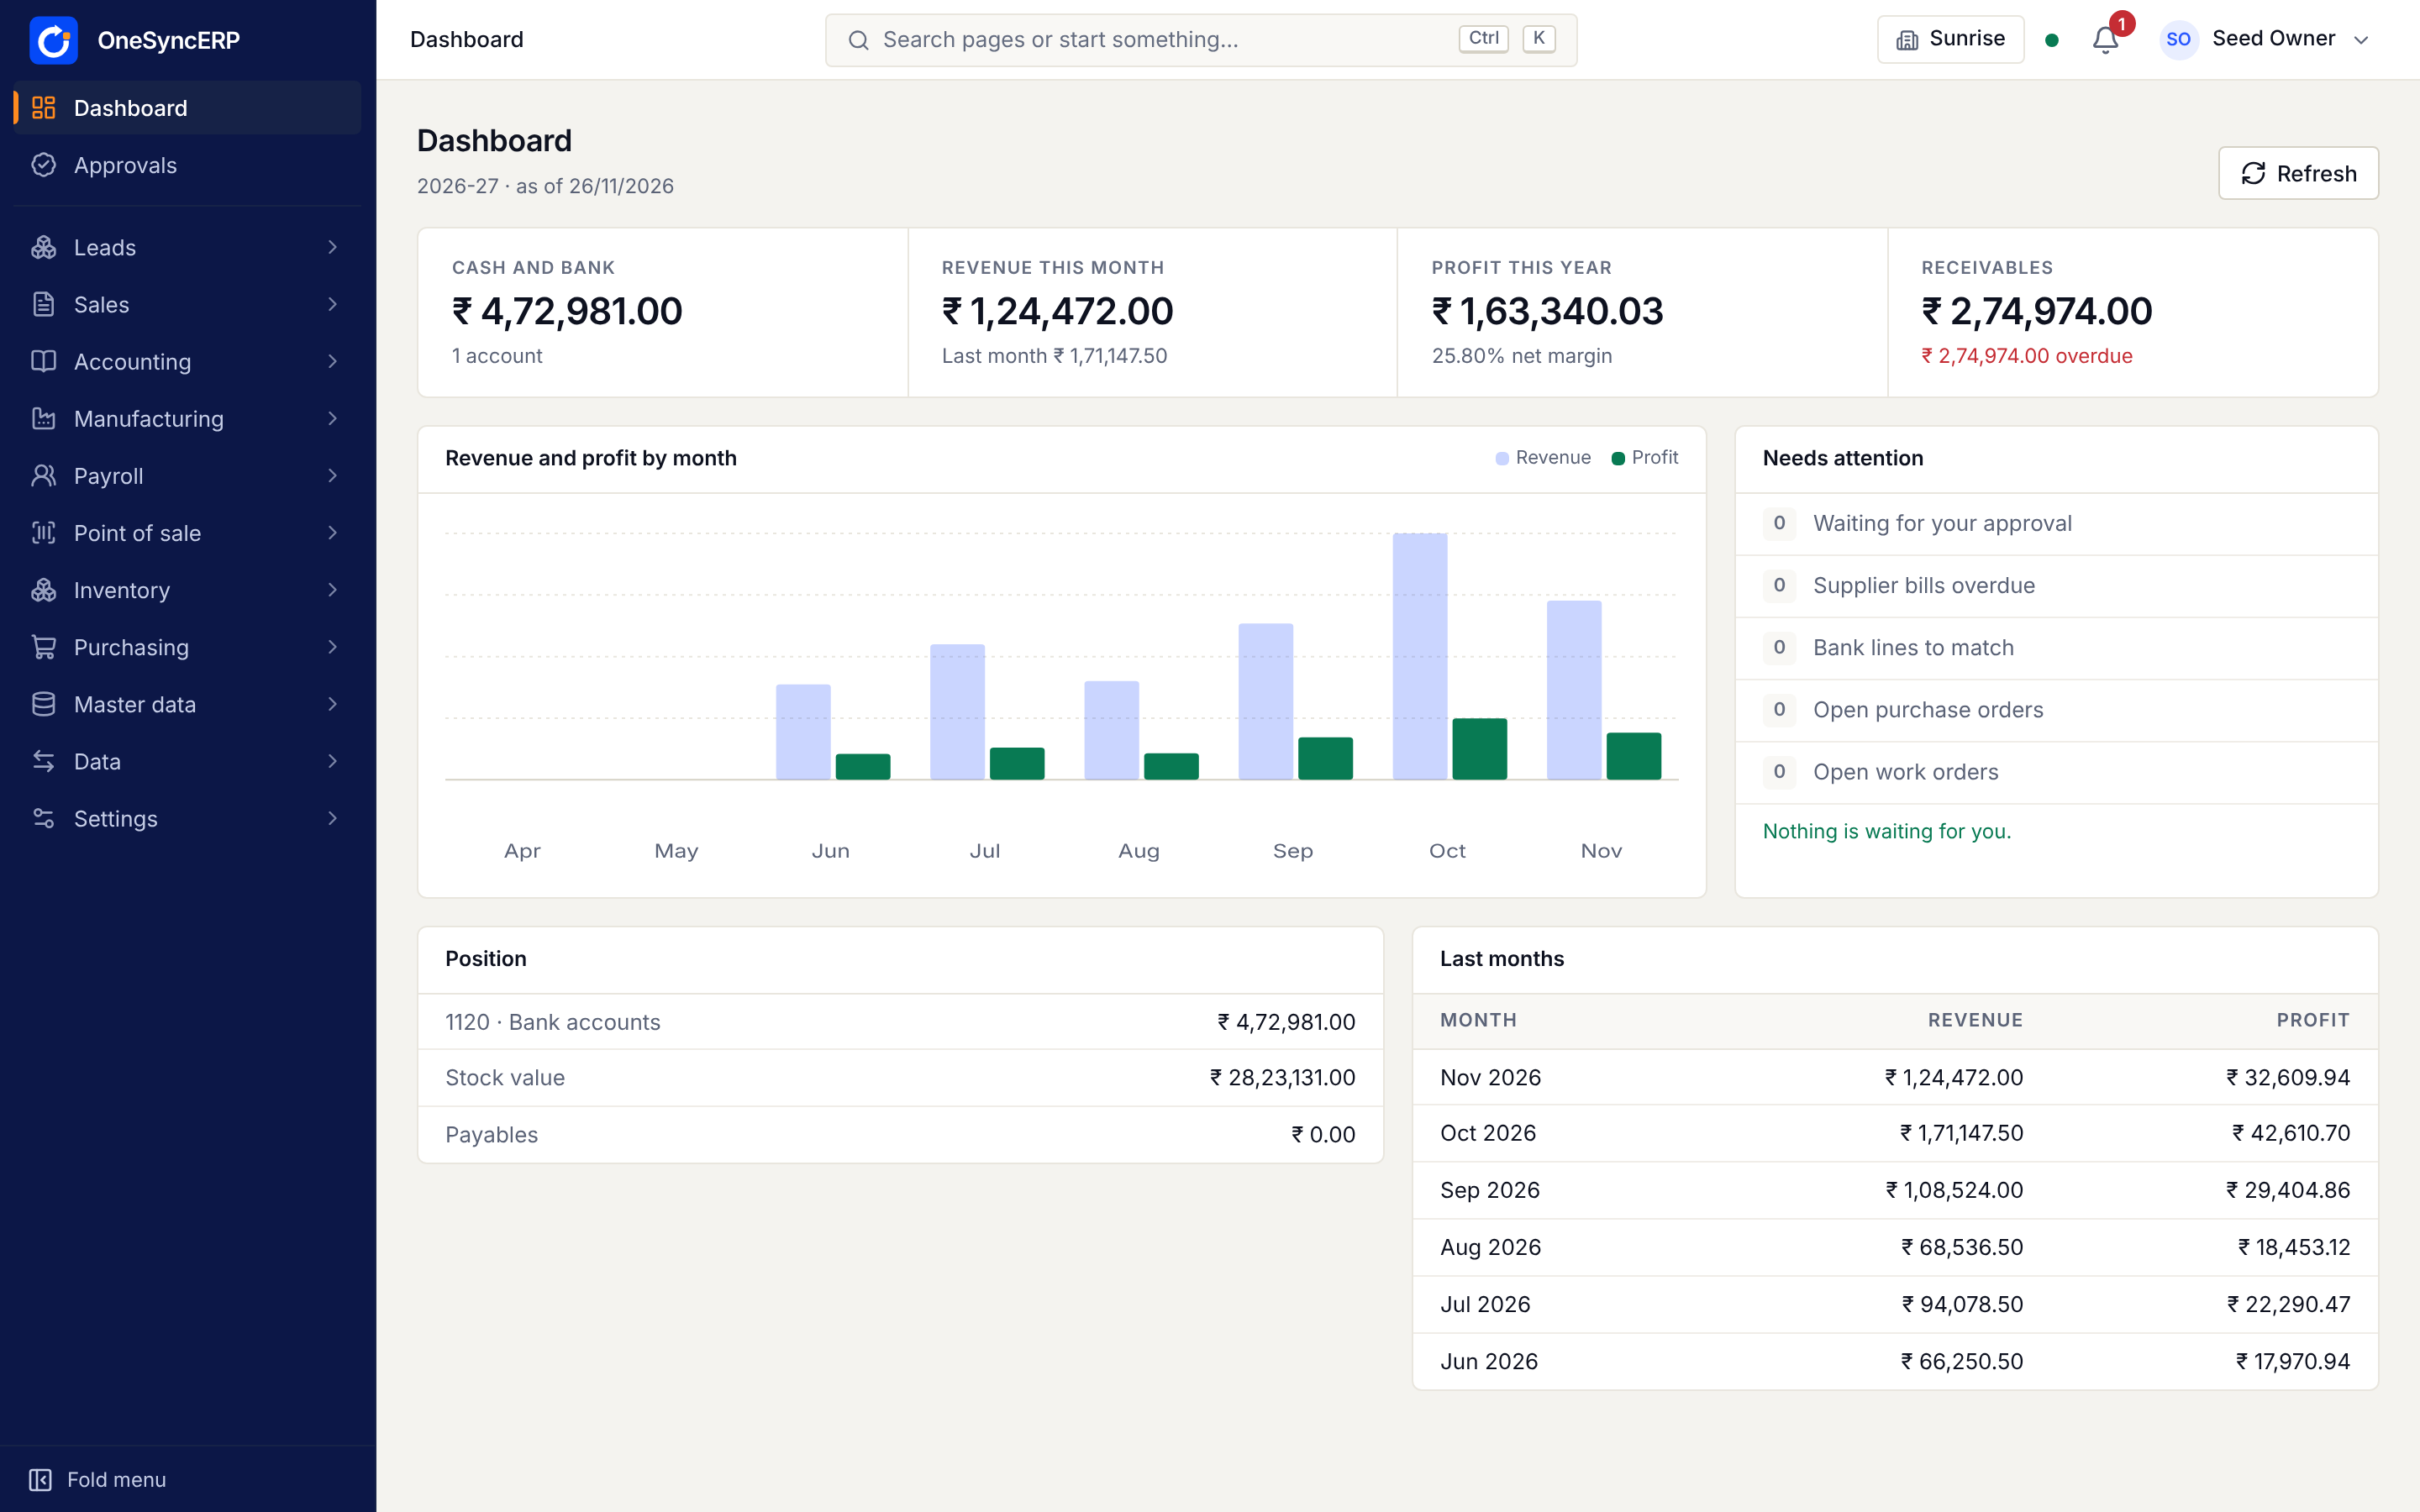 OneSyncERP
Dashboard
Approvals
Leads
Sales
Accounting
Manufacturing
Payroll
Point of sale
Inventory
Purchasing
Master data
Data
Settings
Fold menu
Dashboard
Search pages or start something...
Ctrl K
Sunrise
1
SO Seed Owner
Dashboard
2026-27 · as of 26/11/2026
Refresh
CASH AND BANK
₹ 4,72,981.00
1 account
REVENUE THIS MONTH
₹ 1,24,472.00
Last month ₹ 1,71,147.50
PROFIT THIS YEAR
₹ 1,63,340.03
25.80% net margin
RECEIVABLES
₹ 2,74,974.00
₹ 2,74,974.00 overdue
Revenue and profit by month
Revenue Profit
Apr May Jun Jul Aug Sep Oct Nov
Needs attention
0 Waiting for your approval
0 Supplier bills overdue
0 Bank lines to match
0 Open purchase orders
0 Open work orders
Nothing is waiting for you.
Position
1120 · Bank accounts ₹ 4,72,981.00
Stock value ₹ 28,23,131.00
Payables ₹ 0.00
Last months
MONTH REVENUE PROFIT
Nov 2026 ₹ 1,24,472.00 ₹ 32,609.94
Oct 2026 ₹ 1,71,147.50 ₹ 42,610.70
Sep 2026 ₹ 1,08,524.00 ₹ 29,404.86
Aug 2026 ₹ 68,536.50 ₹ 18,453.12
Jul 2026 ₹ 94,078.50 ₹ 22,290.47
Jun 2026 ₹ 66,250.50 ₹ 17,970.94